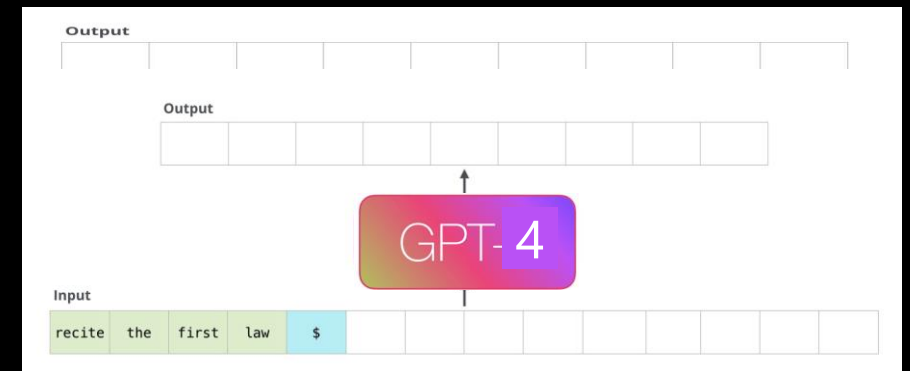 Output
Output
GPT-4
Input
recite the first law $